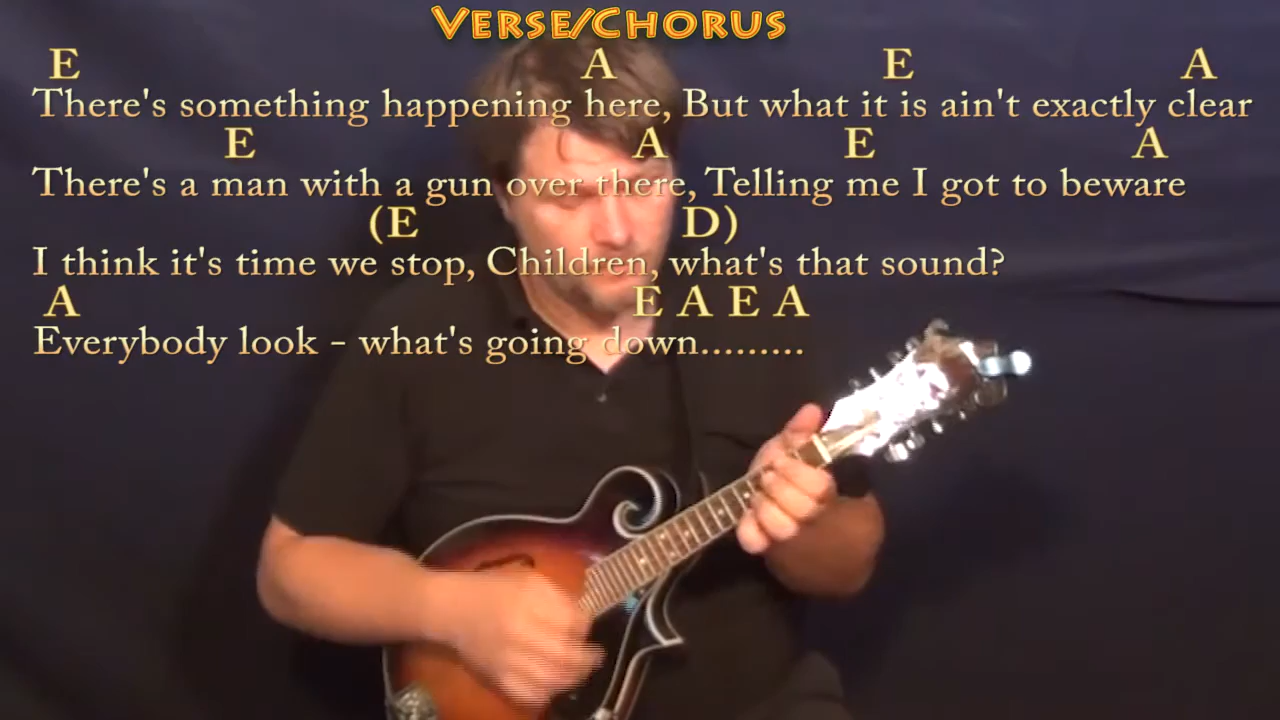 VERSE/CHORUS
E A E A
There's something happening here, But what it is ain't exactly clear
E A E A
There's a man with a gun over there, Telling me I got to beware
(E D)
I think it's time we stop, Children, what's that sound?
A E A E A
Everybody look - what's going down.........